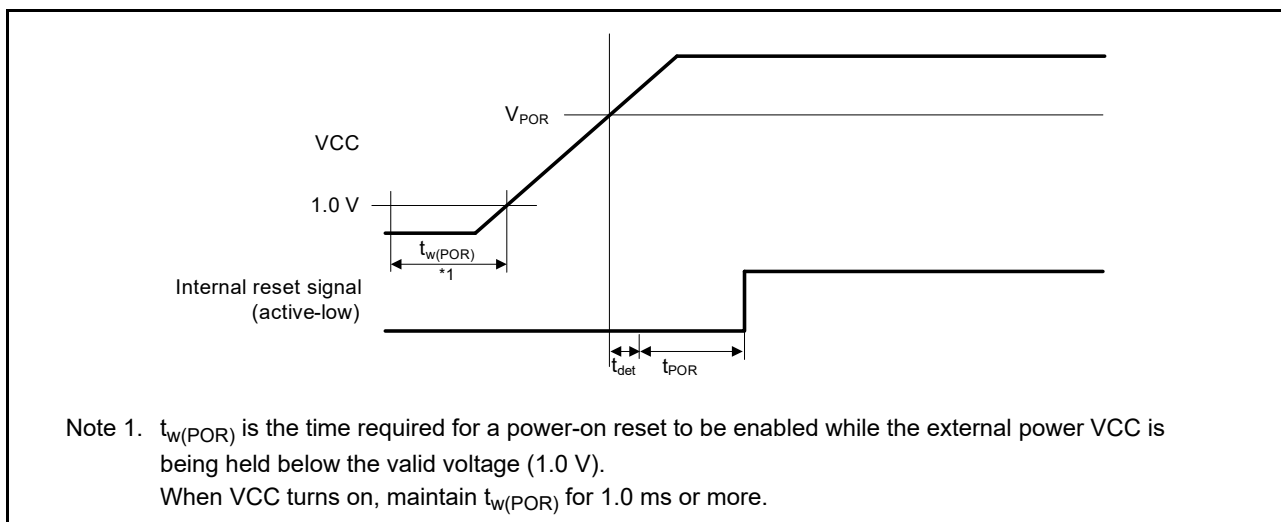 V_POR
VCC
1.0 V
t_w(POR)
*1
Internal reset signal
(active-low)
t_det t_POR
Note 1. t_w(POR) is the time required for a power-on reset to be enabled while the external power VCC is
being held below the valid voltage (1.0 V).
When VCC turns on, maintain t_w(POR) for 1.0 ms or more.